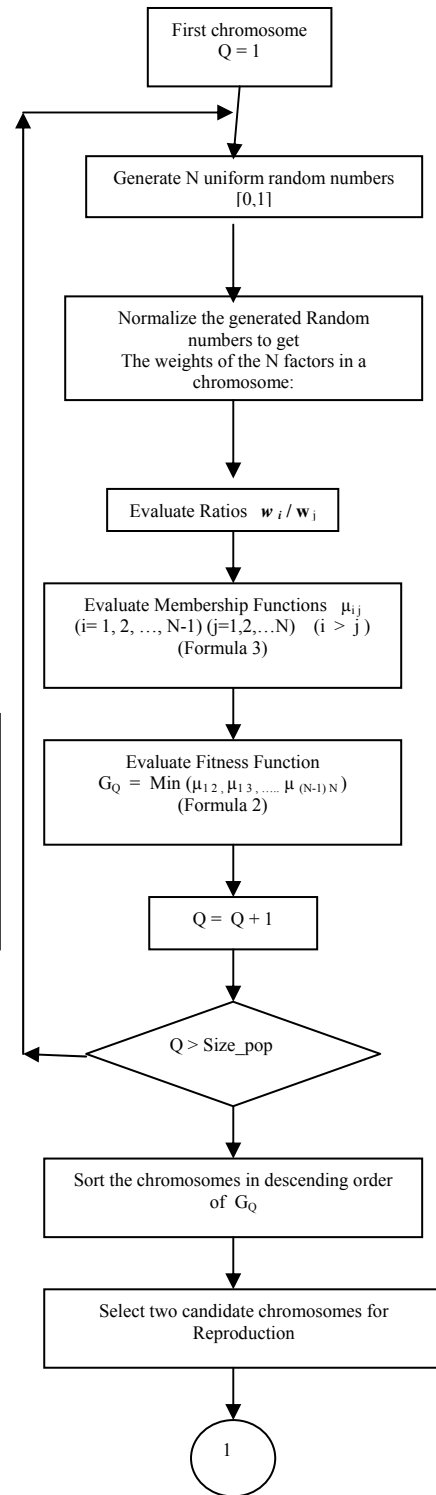 First chromosome
Q = 1
Generate N uniform random numbers
[0,1]
Normalize the generated Random
numbers to get
The weights of the N factors in a
chromosome:
Evaluate Ratios w i / w j
Evaluate Membership Functions μ i j
(i= 1, 2, …, N-1) (j=1,2,…N) (i > j )
(Formula 3)
Evaluate Fitness Function
GQ = Min (μ1 2 , μ1 3 , ….. μ (N-1) N )
(Formula 2)
Q = Q + 1
Q > Size_pop
Sort the chromosomes in descending order
of GQ
Select two candidate chromosomes for
Reproduction
1